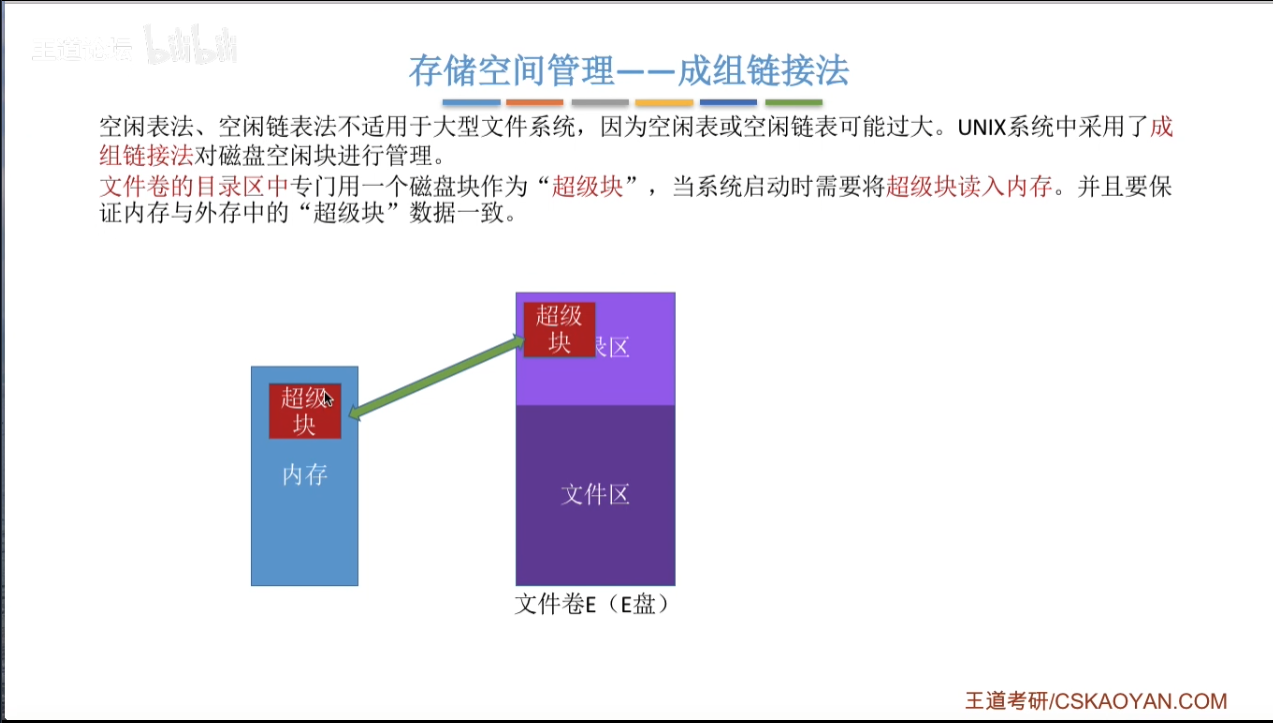 王道论坛 bilibili
存储空间管理——成组链接法
空闲表法、空闲链表法不适用于大型文件系统，因为空闲表或空闲链表可能过大。UNIX系统中采用了成
组链接法对磁盘空闲块进行管理。
文件卷的目录区中专门用一个磁盘块作为“超级块”，当系统启动时需要将超级块读入内存。并且要保
证内存与外存中的“超级块”数据一致。
超级
块
录区
超级
块
内存
文件区
文件卷E（E盘）
王道考研/CSKAOYAN.COM